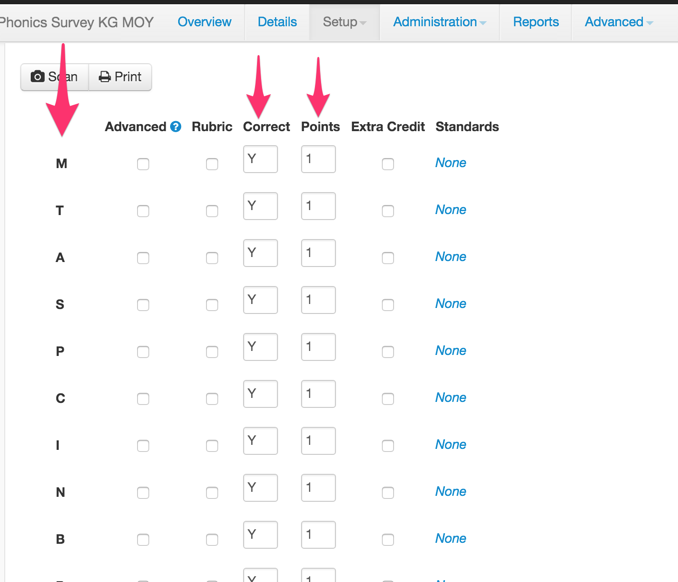 Phonics Survey KG MOY Overview Details Setup Administration Reports Advanced
Scan Print
Advanced ? Rubric Correct Points Extra Credit Standards
M Y 1 None
T Y 1 None
A Y 1 None
S Y 1 None
P Y 1 None
C Y 1 None
I Y 1 None
N Y 1 None
B Y 1 None
Y 1